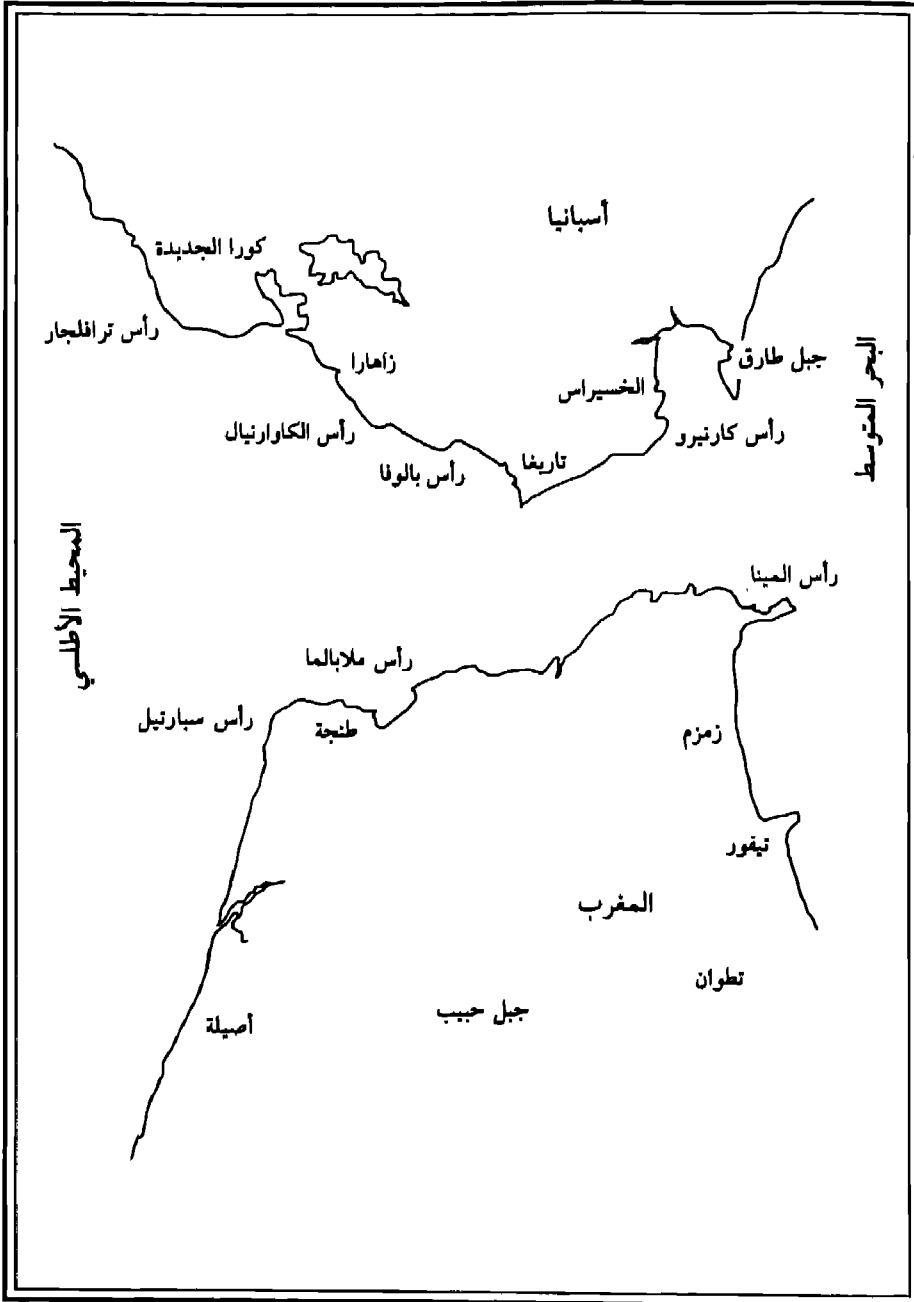 أسبانيا
كورا الجديدة
رأس ترافلجار
زاهارا
جبل طارق
البحر المتوسط
الخسيراس
رأس الكاوارنيال
رأس كارنيرو
رأس بالوفا
تاريفا
المحيط الأطلسي
رأس المينا
رأس ملابالما
رأس سبارتيل
طنجة
زمزم
نيفور
المغرب
تطوان
جبل حبيب
أصيلة